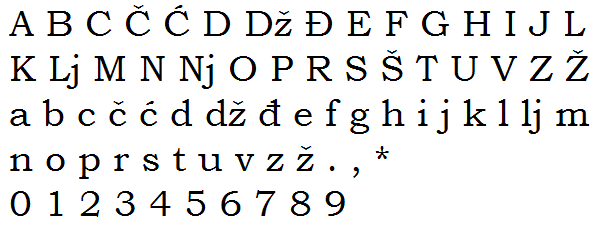 A B C Č Ć D Dž Đ E F G H I J L
K Lj M N Nj O P R S Š T U V Z Ž
a b c č ć d dž đ e f g h i j k l lj m
n o p r s t u v z ž . , *
0 1 2 3 4 5 6 7 8 9